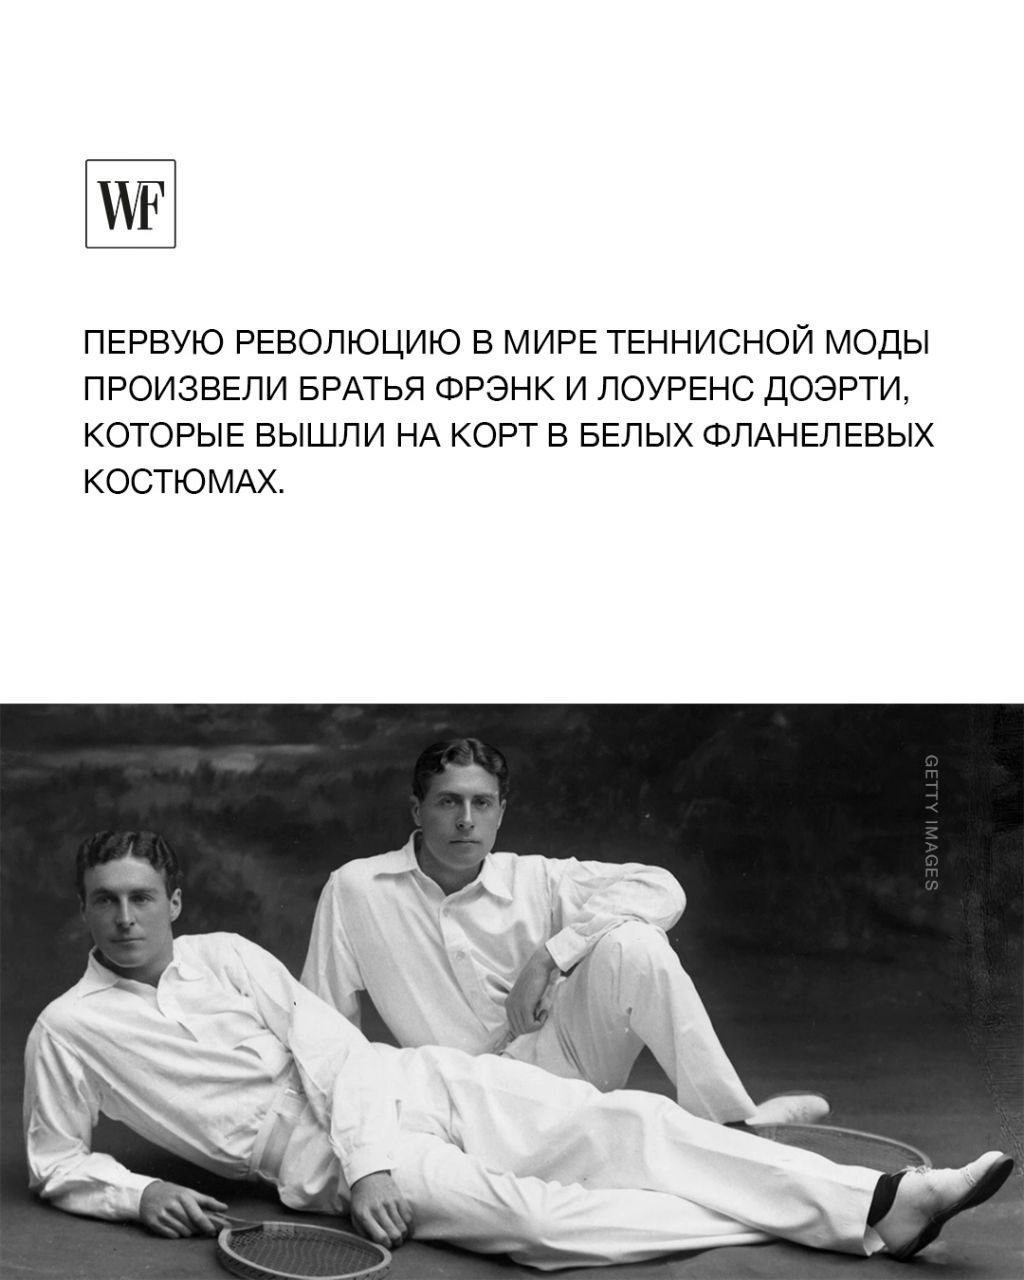 WF
ПЕРВУЮ РЕВОЛЮЦИЮ В МИРЕ ТЕННИСНОЙ МОДЫ
ПРОИЗВЕЛИ БРАТЬЯ ФРЭНК И ЛОУРЕНС ДОЭРТИ,
КОТОРЫЕ ВЫШЛИ НА КОРТ В БЕЛЫХ ФЛАНЕЛЕВЫХ
КОСТЮМАХ.
GETTY IMAGES